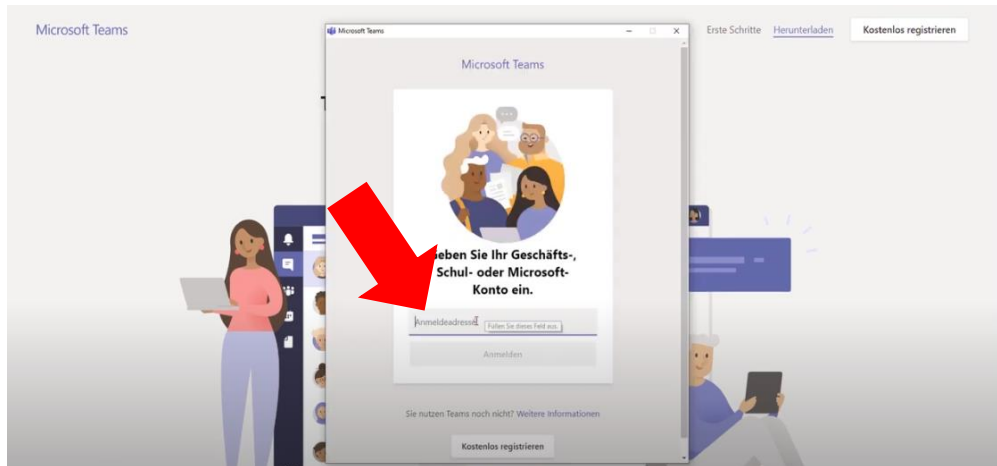 Microsoft Teams
Erste Schritte Herunterladen Kostenlos registrieren
Microsoft Teams
Microsoft Teams
T
eben Sie Ihr Geschäfts-,
Schul- oder Microsoft-
Konto ein.
Anmeldeadresse
Füllen Sie dieses Feld aus.
Anmelden
Sie nutzen Teams noch nicht? Weitere Informationen
Kostenlos registrieren